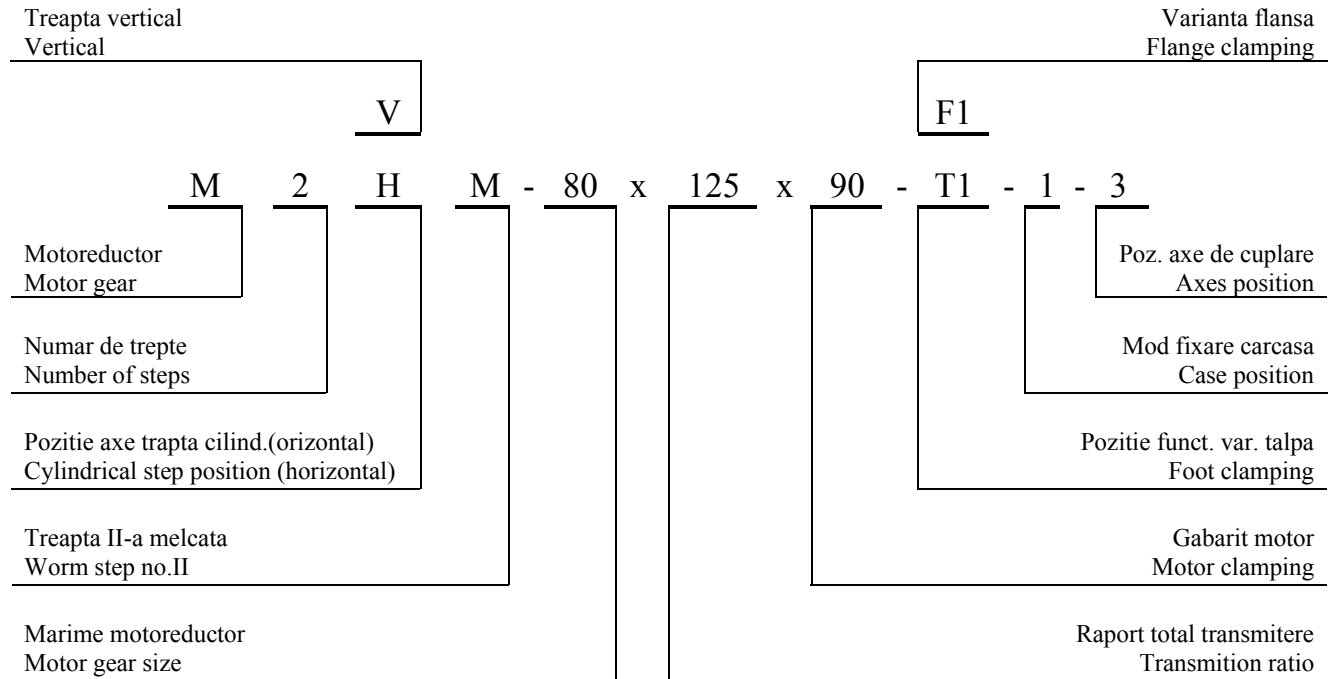 Treapta vertical
Vertical
Varianta flansa
Flange clamping
V
F1
M 2 H M - 80 x 125 x 90 - T1 - 1 - 3
Motoreductor
Motor gear
Poz. axe de cuplare
Axes position
Numar de trepte
Number of steps
Mod fixare carcasa
Case position
Pozitie axe trapta cilind.(orizontal)
Cylindrical step position (horizontal)
Pozitie funct. var. talpa
Foot clamping
Treapta II-a melcata
Worm step no.II
Gabarit motor
Motor clamping
Marime motoreductor
Motor gear size
Raport total transmitere
Transmition ratio